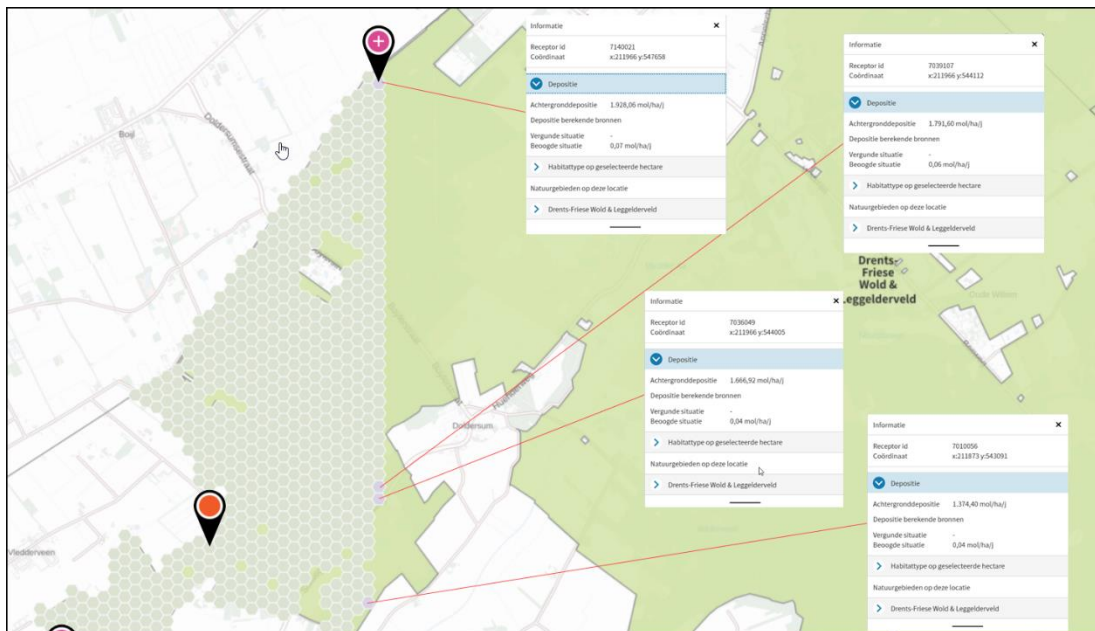 Informatie ×
Receptor id 7140021
Coördinaat x:211966 y:547658
Depositie
Achtergronddepositie 1.928,06 mol/ha/j
Depositie berekende bronnen
Vergunde situatie -
Beoogde situatie 0,07 mol/ha/j
Habitattype op geselecteerde hectare
Natuurgebieden op deze locatie
Drents-Friese Wold & Leggelderveld
Informatie ×
Receptor id 7039107
Coördinaat x:211966 y:544112
Depositie
Achtergronddepositie 1.791,60 mol/ha/j
Depositie berekende bronnen
Vergunde situatie -
Beoogde situatie 0,06 mol/ha/j
Habitattype op geselecteerde hectare
Natuurgebieden op deze locatie
Drents-Friese Wold & Leggelderveld
Boijl
Doldersumsestraat
Drents-
Friese
Wold &
Leggelderveld
Oude Willem
Informatie ×
Receptor id 7036049
Coördinaat x:211966 y:544005
Depositie
Achtergronddepositie 1.666,92 mol/ha/j
Depositie berekende bronnen
Vergunde situatie -
Beoogde situatie 0,04 mol/ha/j
Habitattype op geselecteerde hectare
Natuurgebieden op deze locatie
Drents-Friese Wold & Leggelderveld
Huenderweg
Doldersum
Informatie ×
Receptor id 7010056
Coördinaat x:211873 y:543091
Depositie
Achtergronddepositie 1.374,40 mol/ha/j
Depositie berekende bronnen
Vergunde situatie -
Beoogde situatie 0,04 mol/ha/j
Habitattype op geselecteerde hectare
Natuurgebieden op deze locatie
Drents-Friese Wold & Leggelderveld
Vledderveen